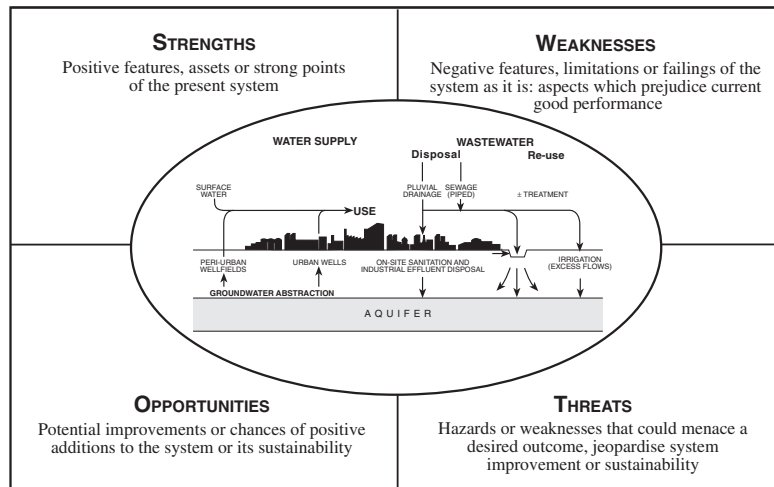 STRENGTHS
Positive features, assets or strong points
of the present system
WEAKNESSES
Negative features, limitations or failings of the
system as it is: aspects which prejudice current
good performance
WATER SUPPLY
WASTEWATER
Disposal
Re-use
SURFACE
WATER
PLUVIAL
DRAINAGE
SEWAGE
(PIPED)
± TREATMENT
USE
PERI-URBAN
WELLFIELDS
URBAN WELLS
ON-SITE SANITATION AND
INDUSTRIAL EFFLUENT DISPOSAL
IRRIGATION
(EXCESS FLOWS)
GROUNDWATER ABSTRACTION
AQUIFER
OPPORTUNITIES
Potential improvements or chances of positive
additions to the system or its sustainability
THREATS
Hazards or weaknesses that could menace a
desired outcome, jeopardise system
improvement or sustainability